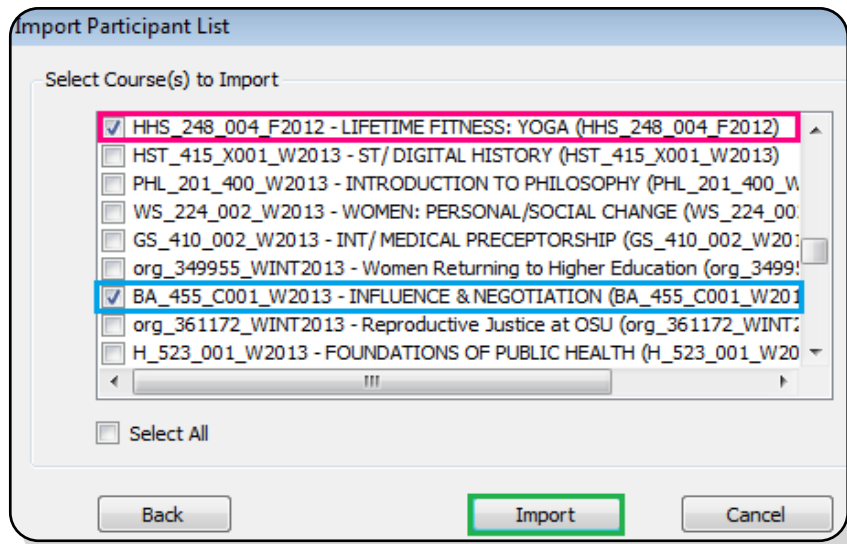 Import Participant List
Select Course(s) to Import
HHS_248_004_F2012 - LIFETIME FITNESS: YOGA (HHS_248_004_F2012)
HST_415_X001_W2013 - ST/ DIGITAL HISTORY (HST_415_X001_W2013)
PHL_201_400_W2013 - INTRODUCTION TO PHILOSOPHY (PHL_201_400_W
WS_224_002_W2013 - WOMEN: PERSONAL/SOCIAL CHANGE (WS_224_00
GS_410_002_W2013 - INT/ MEDICAL PRECEPTORSHIP (GS_410_002_W201
org_349955_WINT2013 - Women Returning to Higher Education (org_3499
BA_455_C001_W2013 - INFLUENCE & NEGOTIATION (BA_455_C001_W201
org_361172_WINT2013 - Reproductive Justice at OSU (org_361172_WINT2
H_523_001_W2013 - FOUNDATIONS OF PUBLIC HEALTH (H_523_001_W20
Select All
Back Import Cancel